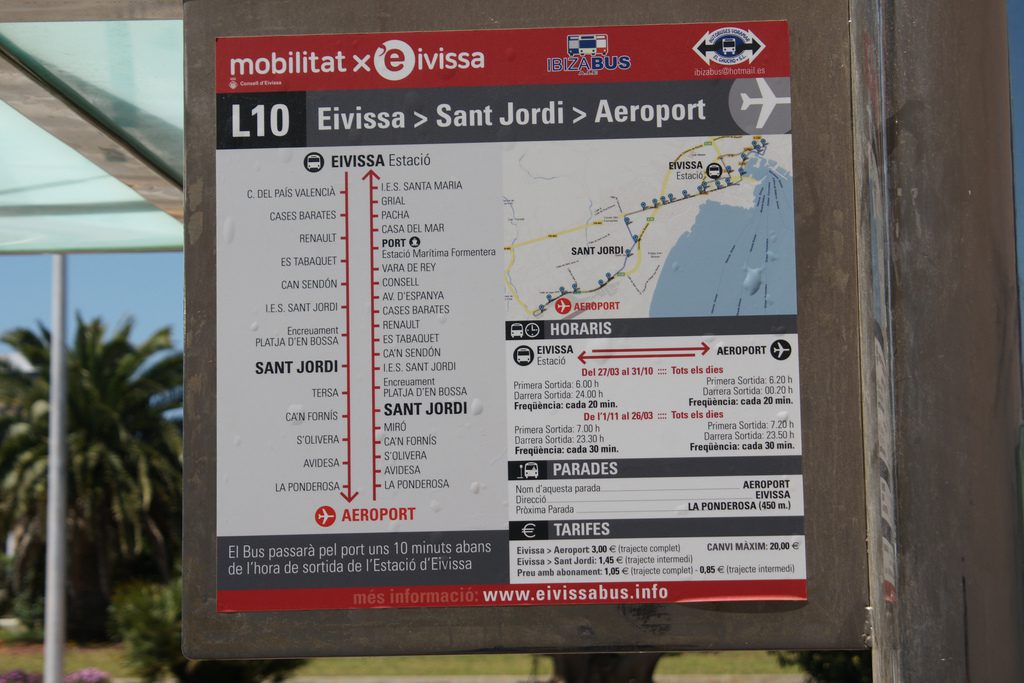 mobilitat x eivissa
Consell d'Eivissa
IBIZABUS
ibizabus@hotmail.es
L10 Eivissa > Sant Jordi > Aeroport
EIVISSA Estació
C. DEL PAÍS VALENCIÀ
CASES BARATES
RENAULT
ES TABAQUET
CAN SENDÓN
I.E.S. SANT JORDI
Encreuament
PLATJA D'EN BOSSA
SANT JORDI
TERSA
CA'N FORNÍS
S'OLIVERA
AVIDESA
LA PONDEROSA
I.E.S. SANTA MARIA
GRIAL
PACHA
CASA DEL MAR
PORT
Estació Marítima Formentera
VARA DE REY
CONSELL
AV. D'ESPANYA
CASES BARATES
RENAULT
ES TABAQUET
CA'N SENDÓN
I.E.S. SANT JORDI
Encreuament
PLATJA D'EN BOSSA
SANT JORDI
MIRÓ
CA'N FORNÍS
S'OLIVERA
AVIDESA
LA PONDEROSA
AEROPORT
El Bus passarà pel port uns 10 minuts abans
de l'hora de sortida de l'Estació d'Eivissa
EIVISSA
Estació
SANT JORDI
AEROPORT
HORARIS
EIVISSA
Estació
AEROPORT
Del 27/03 al 31/10 :::: Tots els dies
Primera Sortida: 6.00 h
Darrera Sortida: 24.00 h
Freqüència: cada 20 min.
Primera Sortida: 6.20 h
Darrera Sortida: 00.20 h
Freqüència: cada 20 min.
De l'1/11 al 26/03 :::: Tots els dies
Primera Sortida: 7.00 h
Darrera Sortida: 23.30 h
Freqüència: cada 30 min.
Primera Sortida: 7.20 h
Darrera Sortida: 23.50 h
Freqüència: cada 30 min.
PARADES
Nom d'aquesta parada AEROPORT
Direcció EIVISSA
Pròxima Parada LA PONDEROSA (450 m.)
€ TARIFES
Eivissa > Aeroport 3,00 € (trajecte complet) CANVI MÀXIM: 20,00 €
Eivissa > Sant Jordi: 1,45 € (trajecte intermedi)
Preu amb abonament: 1,05 € (trajecte complet) - 0,85 € (trajecte intermedi)
més informació: www.eivissabus.info